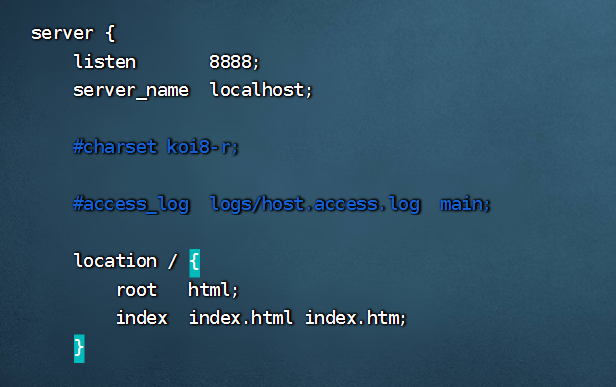 server {
    listen       8888;
    server_name  localhost;
    #charset koi8-r;
    #access_log  logs/host.access.log  main;
    location / {
        root   html;
        index  index.html index.htm;
    }